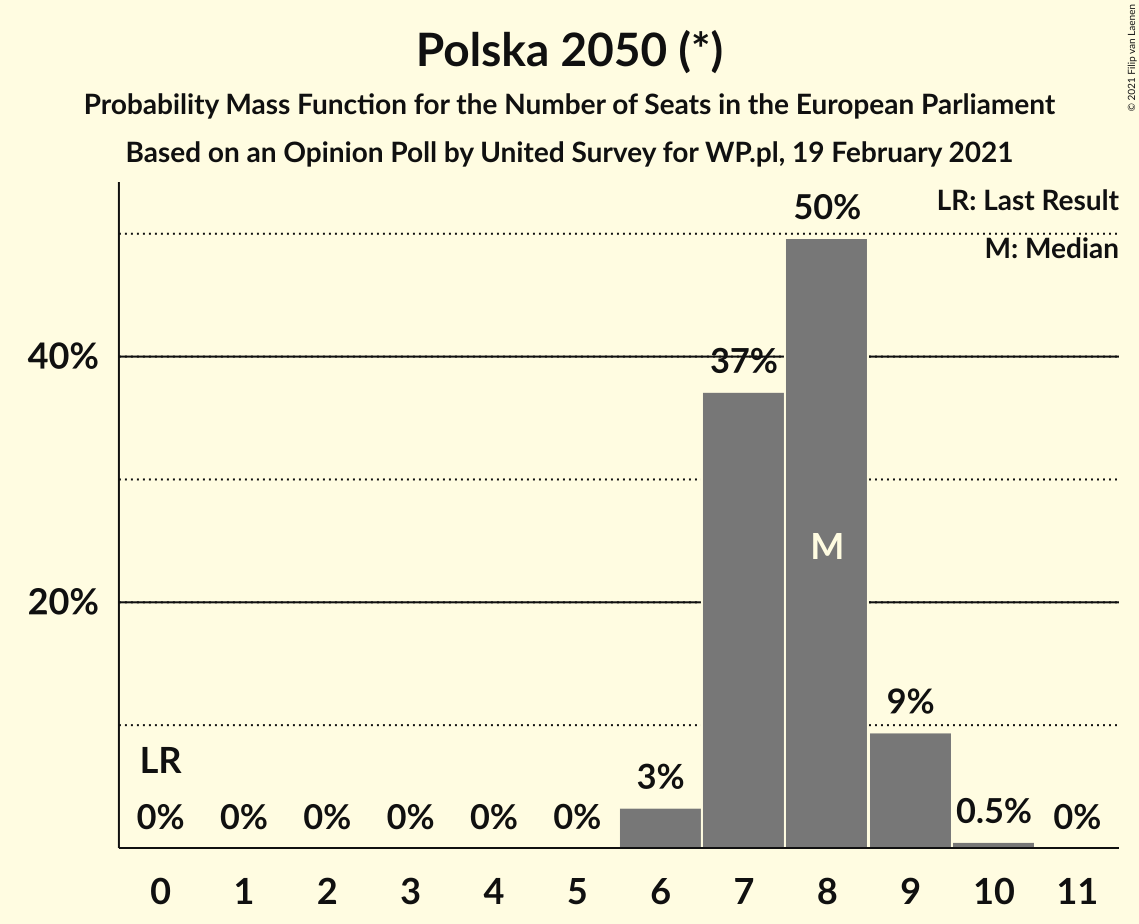 Polska 2050 (*)
Probability Mass Function for the Number of Seats in the European Parliament
Based on an Opinion Poll by United Survey for WP.pl, 19 February 2021
© 2021 Filip van Laenen
LR: Last Result
M: Median
40%
20%
LR
0%
0%
0%
0%
0%
0%
3%
37%
50%
M
9%
0.5%
0%
0 1 2 3 4 5 6 7 8 9 10 11